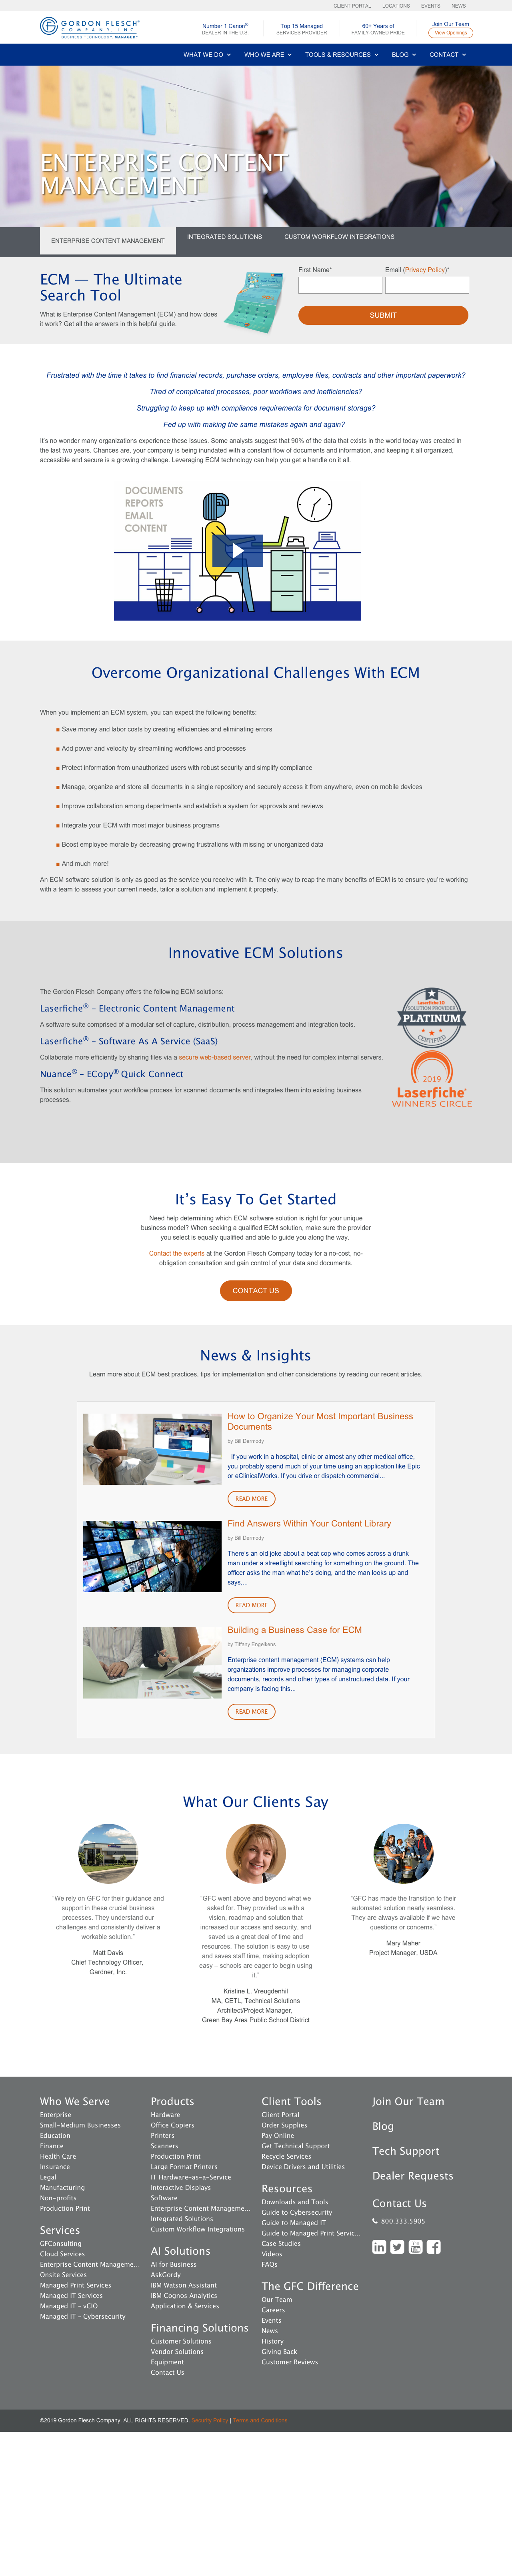 CLIENT PORTAL LOCATIONS EVENTS NEWS
GORDON FLESCH
COMPANY, INC.
BUSINESS TECHNOLOGY MANAGED®
Number 1 Canon®
DEALER IN THE U.S.
Top 15 Managed
SERVICES PROVIDER
60+ Years of
FAMILY-OWNED PRIDE
Join Our Team
View Openings
WHAT WE DO WHO WE ARE TOOLS & RESOURCES BLOG CONTACT
ENTERPRISE CONTENT
MANAGEMENT
ENTERPRISE CONTENT MANAGEMENT INTEGRATED SOLUTIONS CUSTOM WORKFLOW INTEGRATIONS
ECM — The Ultimate
Search Tool
What is Enterprise Content Management (ECM) and how does
it work? Get all the answers in this helpful guide.
First Name*
Email (Privacy Policy)*
SUBMIT
Frustrated with the time it takes to find financial records, purchase orders, employee files, contracts and other important paperwork?
Tired of complicated processes, poor workflows and inefficiencies?
Struggling to keep up with compliance requirements for document storage?
Fed up with making the same mistakes again and again?
It's no wonder many organizations experience these issues. Some analysts suggest that 90% of the data that exists in the world today was created in
the last two years. Chances are, your company is being inundated with a constant flow of documents and information, and keeping it all organized,
accessible and secure is a growing challenge. Leveraging ECM technology can help you get a handle on it all.
DOCUMENTS
REPORTS
EMAIL
CONTENT
Overcome Organizational Challenges With ECM
When you implement an ECM system, you can expect the following benefits:
Save money and labor costs by creating efficiencies and eliminating errors
Add power and velocity by streamlining workflows and processes
Protect information from unauthorized users with robust security and simplify compliance
Manage, organize and store all documents in a single repository and securely access it from anywhere, even on mobile devices
Improve collaboration among departments and establish a system for approvals and reviews
Integrate your ECM with most major business programs
Boost employee morale by decreasing growing frustrations with missing or unorganized data
And much more!
An ECM software solution is only as good as the service you receive with it. The only way to reap the many benefits of ECM is to ensure you're working
with a team to assess your current needs, tailor a solution and implement it properly.
Innovative ECM Solutions
The Gordon Flesch Company offers the following ECM solutions:
Laserfiche® – Electronic Content Management
A software suite comprised of a modular set of capture, distribution, process management and integration tools.
Laserfiche® – Software As A Service (SaaS)
Collaborate more efficiently by sharing files via a secure web-based server, without the need for complex internal servers.
Nuance® – ECopy® Quick Connect
This solution automates your workflow process for scanned documents and integrates them into existing business
processes.
Laserfiche 10
SOLUTION PROVIDER
PLATINUM
CERTIFIED
2019
Laserfiche®
WINNERS CIRCLE
It's Easy To Get Started
Need help determining which ECM software solution is right for your unique
business model? When seeking a qualified ECM solution, make sure the provider
you select is equally qualified and able to guide you along the way.
Contact the experts at the Gordon Flesch Company today for a no-cost, no-
obligation consultation and gain control of your data and documents.
CONTACT US
News & Insights
Learn more about ECM best practices, tips for implementation and other considerations by reading our recent articles.
How to Organize Your Most Important Business
Documents
by Bill Dermody
If you work in a hospital, clinic or almost any other medical office,
you probably spend much of your time using an application like Epic
or eClinicalWorks. If you drive or dispatch commercial...
READ MORE
Find Answers Within Your Content Library
by Bill Dermody
There's an old joke about a beat cop who comes across a drunk
man under a streetlight searching for something on the ground. The
officer asks the man what he's doing, and the man looks up and
says,...
READ MORE
Building a Business Case for ECM
by Tiffany Engelkens
Enterprise content management (ECM) systems can help
organizations improve processes for managing corporate
documents, records and other types of unstructured data. If your
company is facing this...
READ MORE
What Our Clients Say
"We rely on GFC for their guidance
and support in these crucial business
processes. They understand our
challenges and consistently deliver a
workable solution."
Matt Davis
Chief Technology Officer,
Gardner, Inc.
"GFC went above and beyond what we
asked for. They provided us with a
vision, roadmap and solution that
increased our access and security, and
saved us a great deal of time and
resources. The solution is easy to use
and saves staff time, making adoption
easy – schools are eager to begin using
it."
Kristine L. Vreugdenhil
MA, CETL, Technical Solutions
Architect/Project Manager,
Green Bay Area Public School District
"GFC has made the transition to their
automated solution nearly seamless.
They are always available if we have
questions or concerns."
Mary Maher
Project Manager, USDA
Who We Serve
Enterprise
Small-Medium Businesses
Education
Finance
Health Care
Insurance
Legal
Manufacturing
Non-profits
Production Print
Services
GFConsulting
Cloud Services
Enterprise Content Manageme...
Onsite Services
Managed Print Services
Managed IT Services
Managed IT – vCIO
Managed IT – Cybersecurity
Products
Hardware
Office Copiers
Printers
Scanners
Production Print
Large Format Printers
IT Hardware-as-a-Service
Interactive Displays
Software
Enterprise Content Manageme...
Integrated Solutions
Custom Workflow Integrations
AI Solutions
AI for Business
AskGordy
IBM Watson Assistant
IBM Cognos Analytics
Application & Services
Financing Solutions
Customer Solutions
Vendor Solutions
Equipment
Contact Us
Client Tools
Client Portal
Order Supplies
Pay Online
Get Technical Support
Recycle Services
Device Drivers and Utilities
Resources
Downloads and Tools
Guide to Cybersecurity
Guide to Managed IT
Guide to Managed Print Servic...
Case Studies
Videos
FAQs
The GFC Difference
Our Team
Careers
Events
News
History
Giving Back
Customer Reviews
Join Our Team
Blog
Tech Support
Dealer Requests
Contact Us
800.333.5905
©2019 Gordon Flesch Company. ALL RIGHTS RESERVED. Security Policy | Terms and Conditions